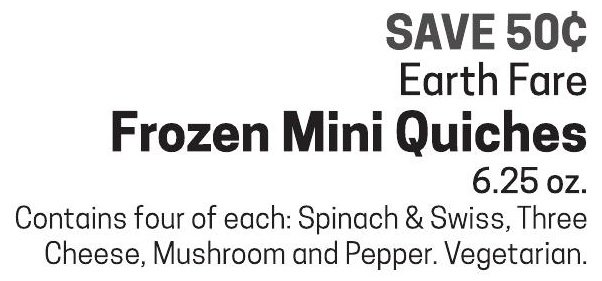 SAVE 50¢
Earth Fare
Frozen Mini Quiches
6.25 oz.
Contains four of each: Spinach & Swiss, Three
Cheese, Mushroom and Pepper. Vegetarian.